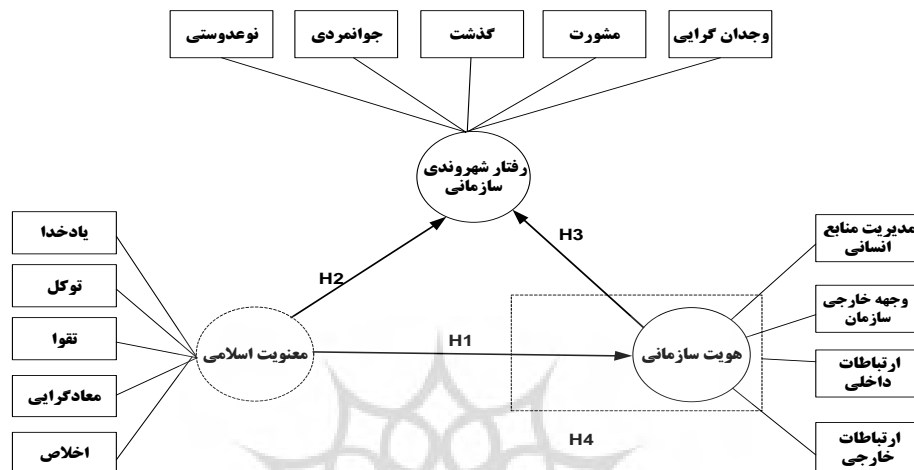 وجدان گرایی
مشورت
گذشت
جوانمردی
نوعدوستی
رفتار شهروندی
سازمانی
H3
H2
مدیریت منابع
انسانی
وجهه خارجی
سازمان
ارتباطات
داخلی
ارتباطات
خارجی
هویت سازمانی
H1
معنویت اسلامی
یادخدا
توکل
تقوا
معادگرایی
اخلاص
H4